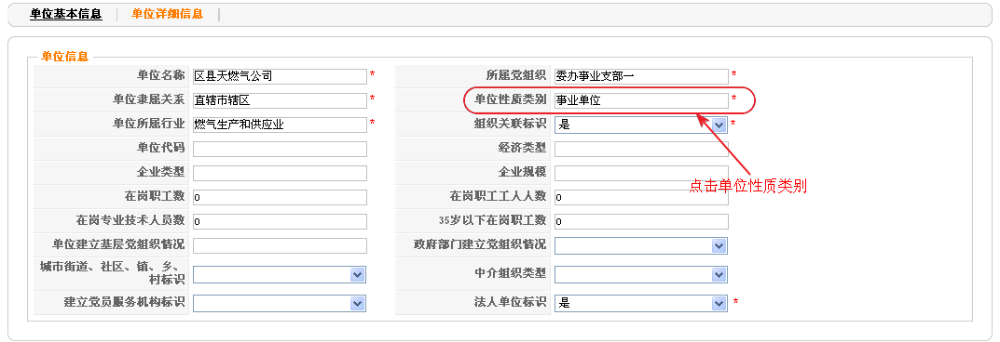 单位基本信息 单位详细信息
单位信息
单位名称 区县天燃气公司 * 所属党组织 委办事业支部一 *
单位隶属关系 直辖市辖区 * 单位性质类别 事业单位 *
单位所属行业 燃气生产和供应业 * 组织关联标识 是 *
单位代码 经济类型
企业类型 企业规模
点击单位性质类别
在岗职工数 0 在岗职工工人人数 0
在岗专业技术人员数 0 35岁以下在岗职工数 0
单位建立基层党组织情况 政府部门建立党组织情况
城市街道、社区、镇、乡、
村标识 中介组织类型
建立党员服务机构标识 法人单位标识 是 *